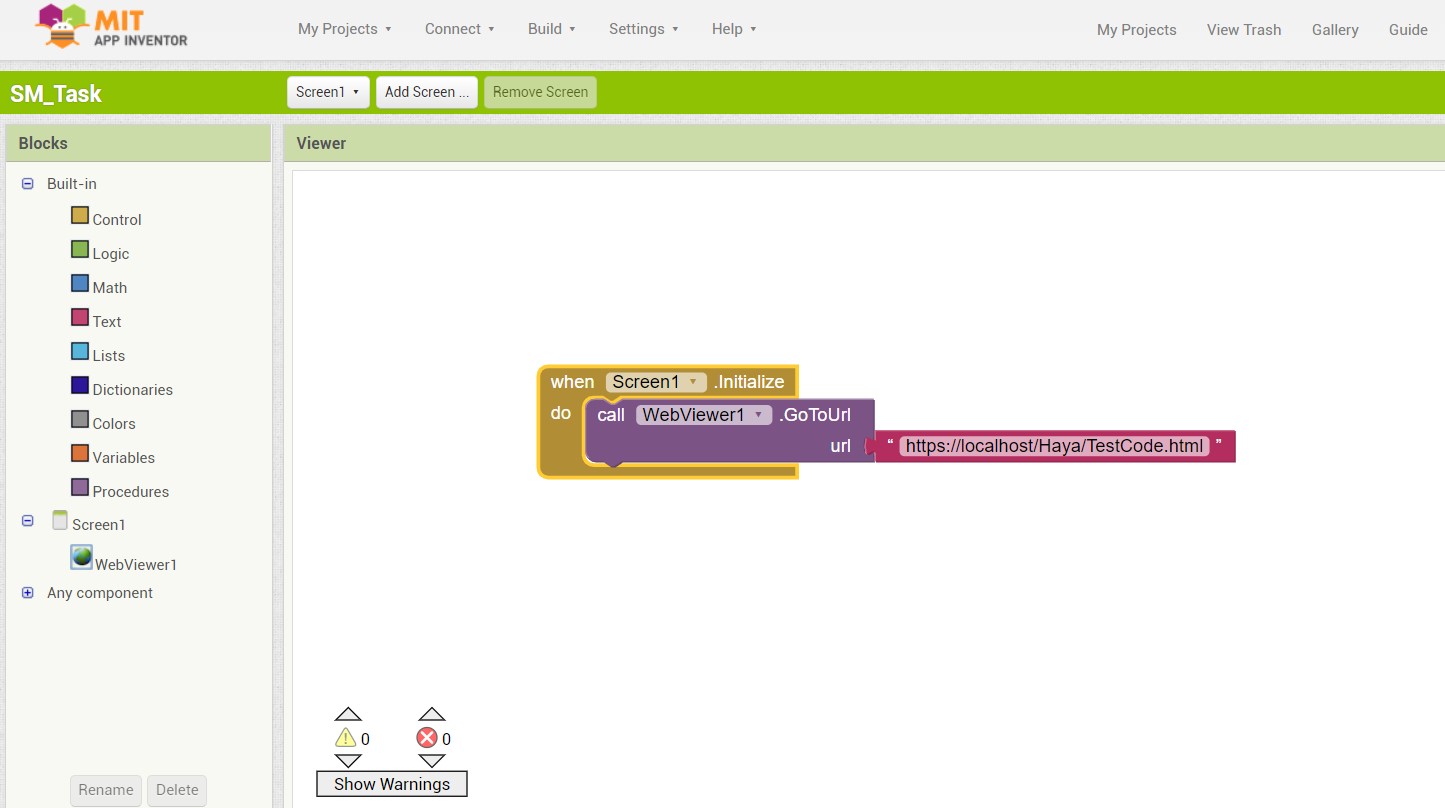 MIT
APP INVENTOR
My Projects Connect Build Settings Help My Projects View Trash Gallery Guide
SM_Task Screen1 Add Screen ... Remove Screen
Blocks
Viewer
Built-in
Control
Logic
Math
Text
Lists
Dictionaries
Colors
Variables
Procedures
Screen1
WebViewer1
Any component
Rename Delete
when Screen1 .Initialize
do call WebViewer1 .GoToUrl
url “ https://localhost/Haya/TestCode.html ”
0 0
Show Warnings